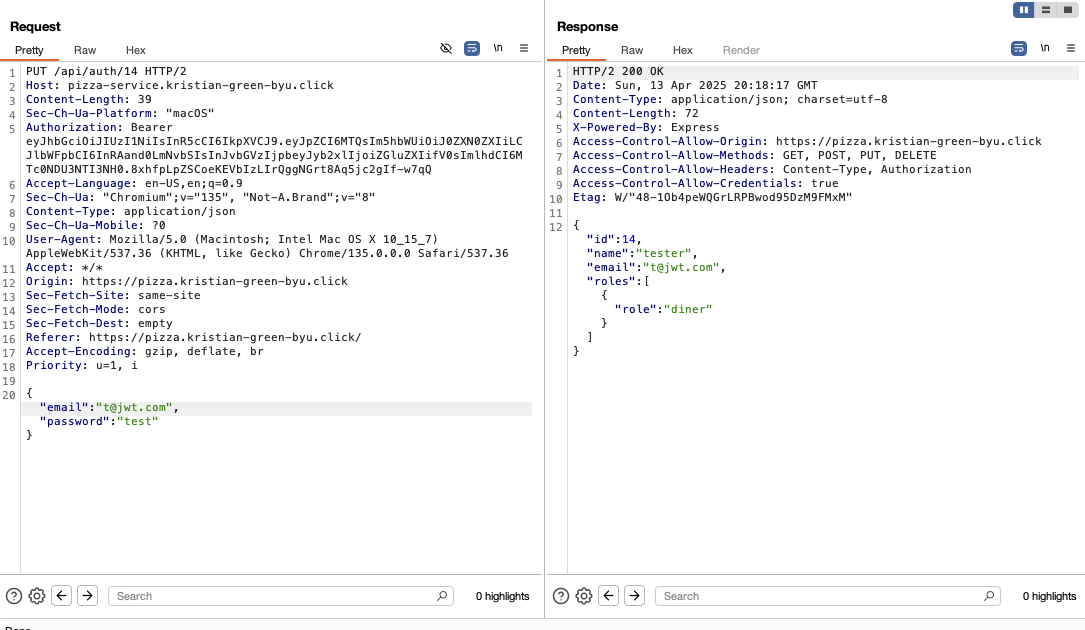 Request
Pretty Raw Hex
\n
1 PUT /api/auth/14 HTTP/2
2 Host: pizza-service.kristian-green-byu.click
3 Content-Length: 39
4 Sec-Ch-Ua-Platform: "macOS"
5 Authorization: Bearer
eyJhbGciOiJIUzI1NiIsInR5cCI6IkpXVCJ9.eyJpZCI6MTQsIm5hbWUiOiJ0ZXN0ZXIiLC
JlbWFpbCI6InRAand0LmNvbSIsInJvbGVzIjpbeyJyb2xlIjoiZGluZXIifV0sImlhdCI6M
Tc0NDU3NTI3NH0.8xhfpLpZSCoeKEVbIzLIrQggNGrt8Aq5jc2gIf-w7qQ
6 Accept-Language: en-US,en;q=0.9
7 Sec-Ch-Ua: "Chromium";v="135", "Not-A.Brand";v="8"
8 Content-Type: application/json
9 Sec-Ch-Ua-Mobile: ?0
10 User-Agent: Mozilla/5.0 (Macintosh; Intel Mac OS X 10_15_7)
AppleWebKit/537.36 (KHTML, like Gecko) Chrome/135.0.0.0 Safari/537.36
11 Accept: */*
12 Origin: https://pizza.kristian-green-byu.click
13 Sec-Fetch-Site: same-site
14 Sec-Fetch-Mode: cors
15 Sec-Fetch-Dest: empty
16 Referer: https://pizza.kristian-green-byu.click/
17 Accept-Encoding: gzip, deflate, br
18 Priority: u=1, i
19
20 {
"email":"t@jwt.com",
"password":"test"
}
Search
0 highlights
Response
Pretty Raw Hex Render
\n
1 HTTP/2 200 OK
2 Date: Sun, 13 Apr 2025 20:18:17 GMT
3 Content-Type: application/json; charset=utf-8
4 Content-Length: 72
5 X-Powered-By: Express
6 Access-Control-Allow-Origin: https://pizza.kristian-green-byu.click
7 Access-Control-Allow-Methods: GET, POST, PUT, DELETE
8 Access-Control-Allow-Headers: Content-Type, Authorization
9 Access-Control-Allow-Credentials: true
10 Etag: W/"48-1Ob4peWQGrLRPBwod95DzM9FMxM"
11
12 {
"id":14,
"name":"tester",
"email":"t@jwt.com",
"roles":[
{
"role":"diner"
}
]
}
Search
0 highlights